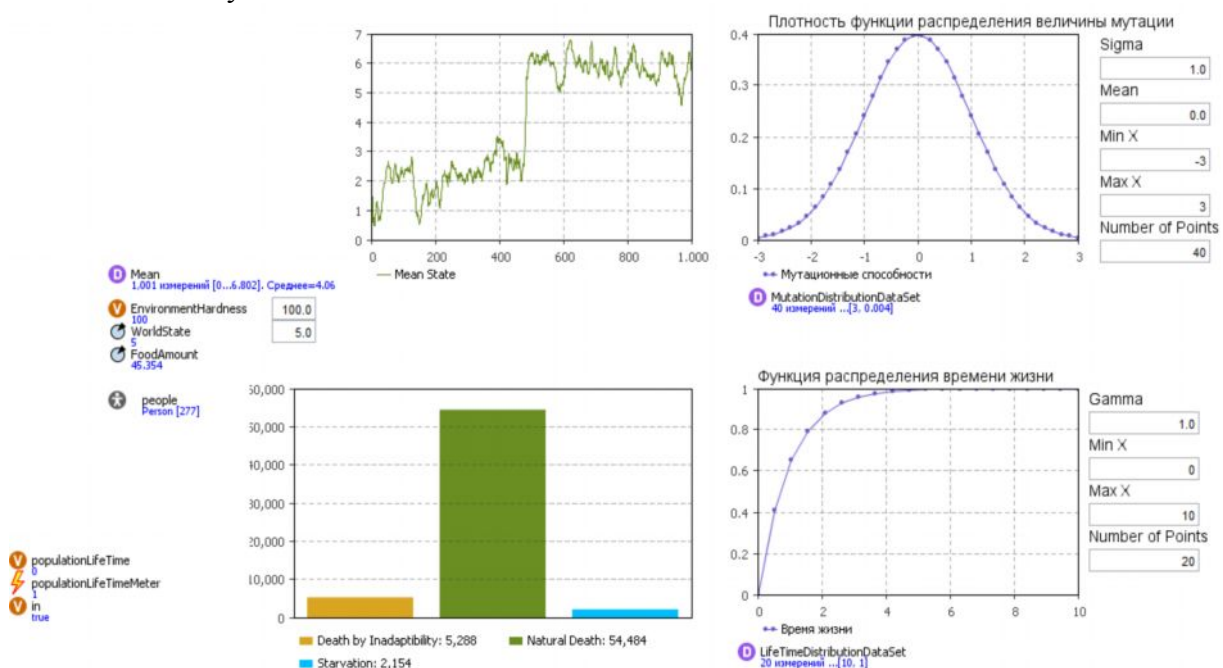 7
6
5
4
3
2
1
0
0
200
400
600
800
1.000
Mean State
Плотность функции распределения величины мутации
0.4
0.3
0.2
0.1
0
-3
-2
-1
0
1
2
3
Мутационные способности
MutationDistributionDataSet
40 измерений ...[3, 0.004]
Sigma
1.0
Mean
0.0
Min X
-3
Max X
3
Number of Points
40
Mean
1.001 измерений [0...6.802]. Среднее=4.06
EnvironmentHardness
100.0
100
WorldState
5.0
5
FoodAmount
45.354
people
Person [277]
populationLifeTime
0
populationLifeTimeMeter
1
in
true
50,000
50,000
40,000
30,000
20,000
10,000
0
Death by Inadaptibility: 5,288
Natural Death: 54,484
Starvation: 2,154
Функция распределения времени жизни
1
0.8
0.6
0.4
0.2
0
0
2
4
6
8
10
Время жизни
LifeTimeDistributionDataSet
20 измерений ...[10, 1]
Gamma
1.0
Min X
0
Max X
10
Number of Points
20